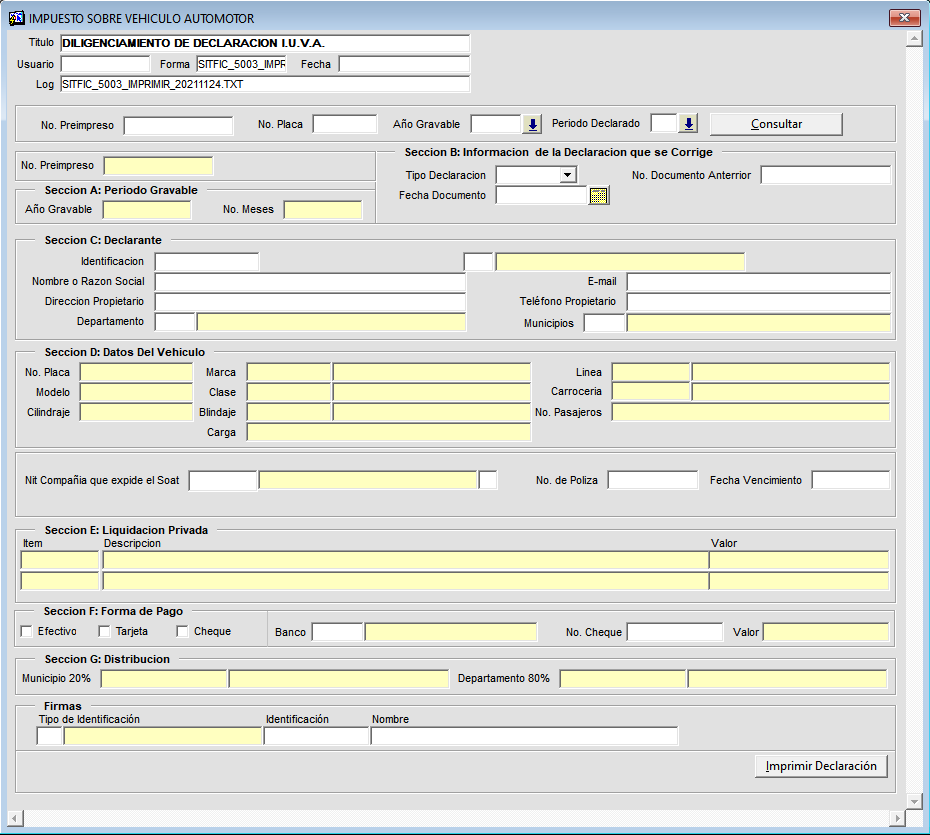 IMPUESTO SOBRE VEHICULO AUTOMOTOR
Titulo DILIGENCIAMIENTO DE DECLARACION I.U.V.A.
Usuario Forma SITFIC_5003_IMPR Fecha
Log SITFIC_5003_IMPRIMIR_20211124.TXT
No. Preimpreso No. Placa Año Gravable Periodo Declarado Consultar
No. Preimpreso
Seccion A: Periodo Gravable
Año Gravable No. Meses
Seccion B: Informacion de la Declaracion que se Corrige
Tipo Declaracion No. Documento Anterrior
Fecha Documento
Seccion C: Declarante
Identificacion
Nombre o Razon Social E-mail
Direccion Propietario Teléfono Propietario
Departamento Municipios
Seccion D: Datos Del Vehiculo
No. Placa Marca Linea
Modelo Clase Carroceria
Cilindraje Blindaje No. Pasajeros
Carga
Nit Compañia que expide el Soat No. de Poliza Fecha Vencimiento
Seccion E: Liquidacion Privada
Item Descripcion Valor
Seccion F: Forma de Pago
Efectivo Tarjeta Cheque Banco No. Cheque Valor
Seccion G: Distribucion
Municipio 20% Departamento 80%
Firmas
Tipo de Identificación Identificación Nombre
Imprimir Declaración